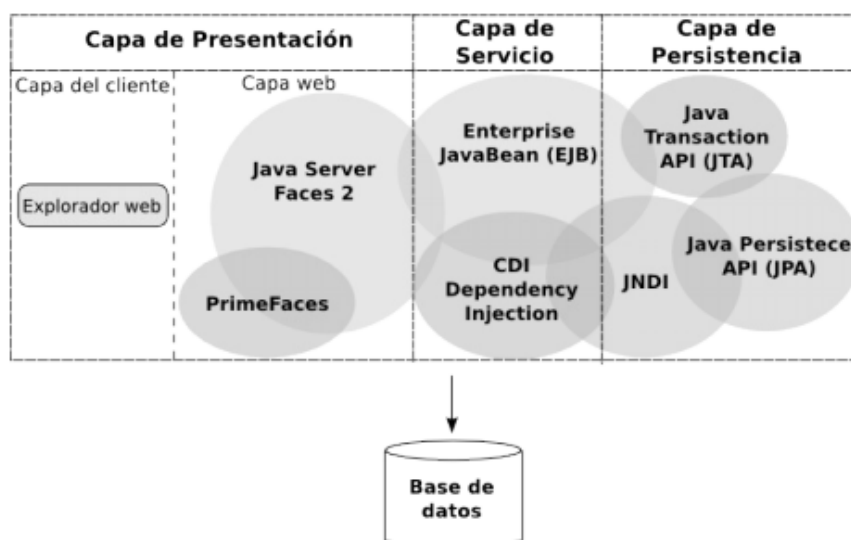 Capa de Presentación
Capa de
Servicio
Capa de
Persistencia
Capa del cliente
Capa web
Explorador web
Java Server
Faces 2
PrimeFaces
Enterprise
JavaBean (EJB)
CDI
Dependency
Injection
Java
Transaction
API (JTA)
JNDI
Java Persistece
API (JPA)
Base de
datos